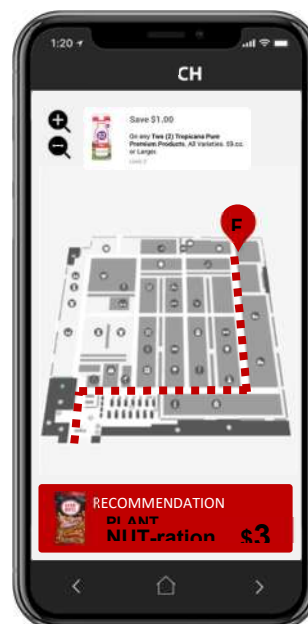 1:20
CH
Save $1.00
On any Two (2) Tropicana Pure
Premium Products, All Varieties. 59.oz.
or Larger.
F
RECOMMENDATION
PLANT
NUT-ration $3